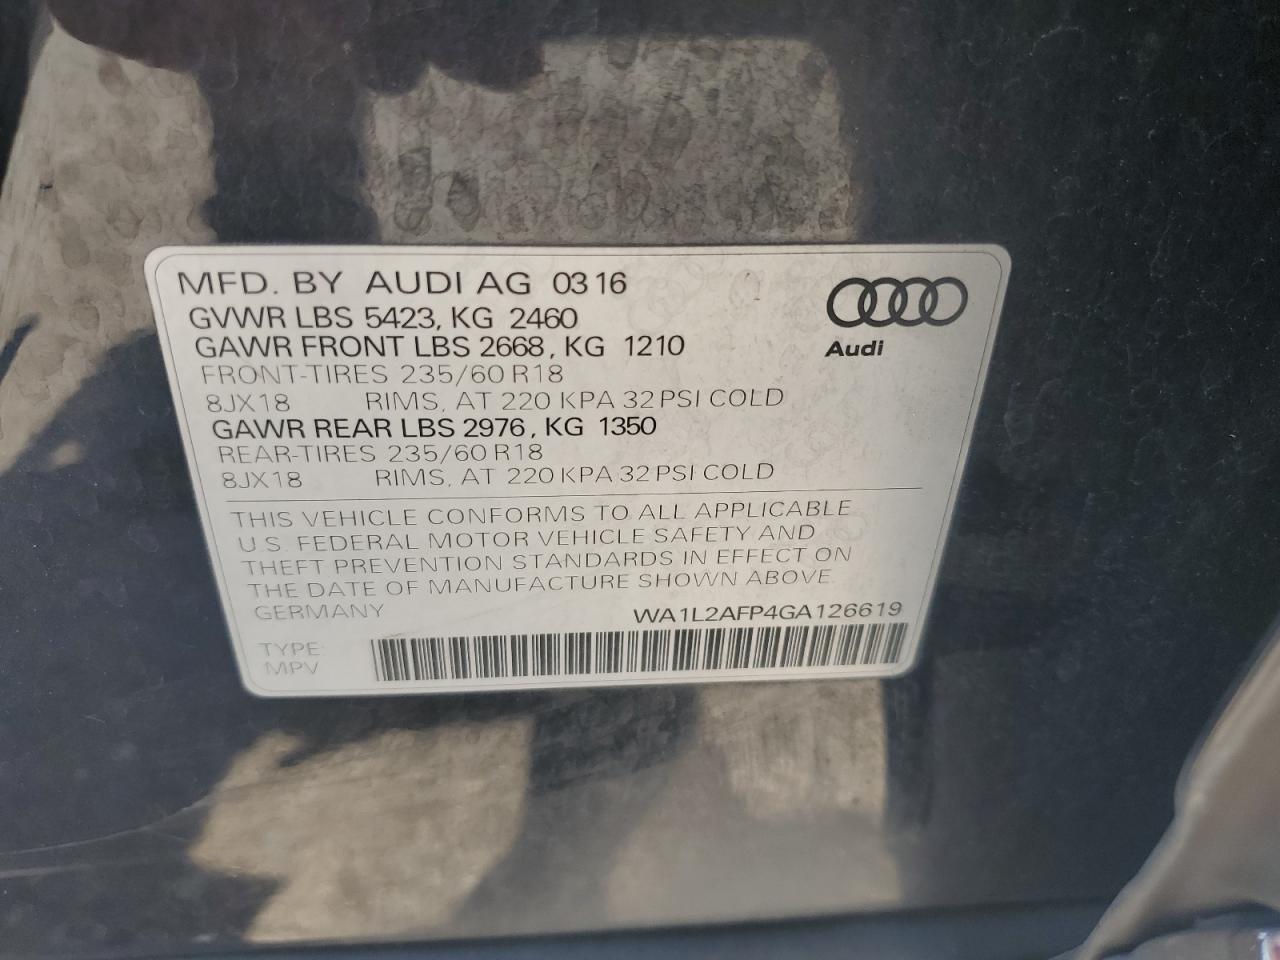 MFD. BY AUDI AG 0316
GVWR LBS 5423, KG 2460
GAWR FRONT LBS 2668, KG 1210
FRONT-TIRES 235/60 R18
8JX18 RIMS, AT 220 KPA 32 PSI COLD
GAWR REAR LBS 2976, KG 1350
REAR-TIRES 235/60 R18
8JX18 RIMS, AT 220 KPA 32 PSI COLD
Audi
THIS VEHICLE CONFORMS TO ALL APPLICABLE
U.S. FEDERAL MOTOR VEHICLE SAFETY AND
THEFT PREVENTION STANDARDS IN EFFECT ON
THE DATE OF MANUFACTURE SHOWN ABOVE.
GERMANY WA1L2AFP4GA126619
TYPE:
MPV